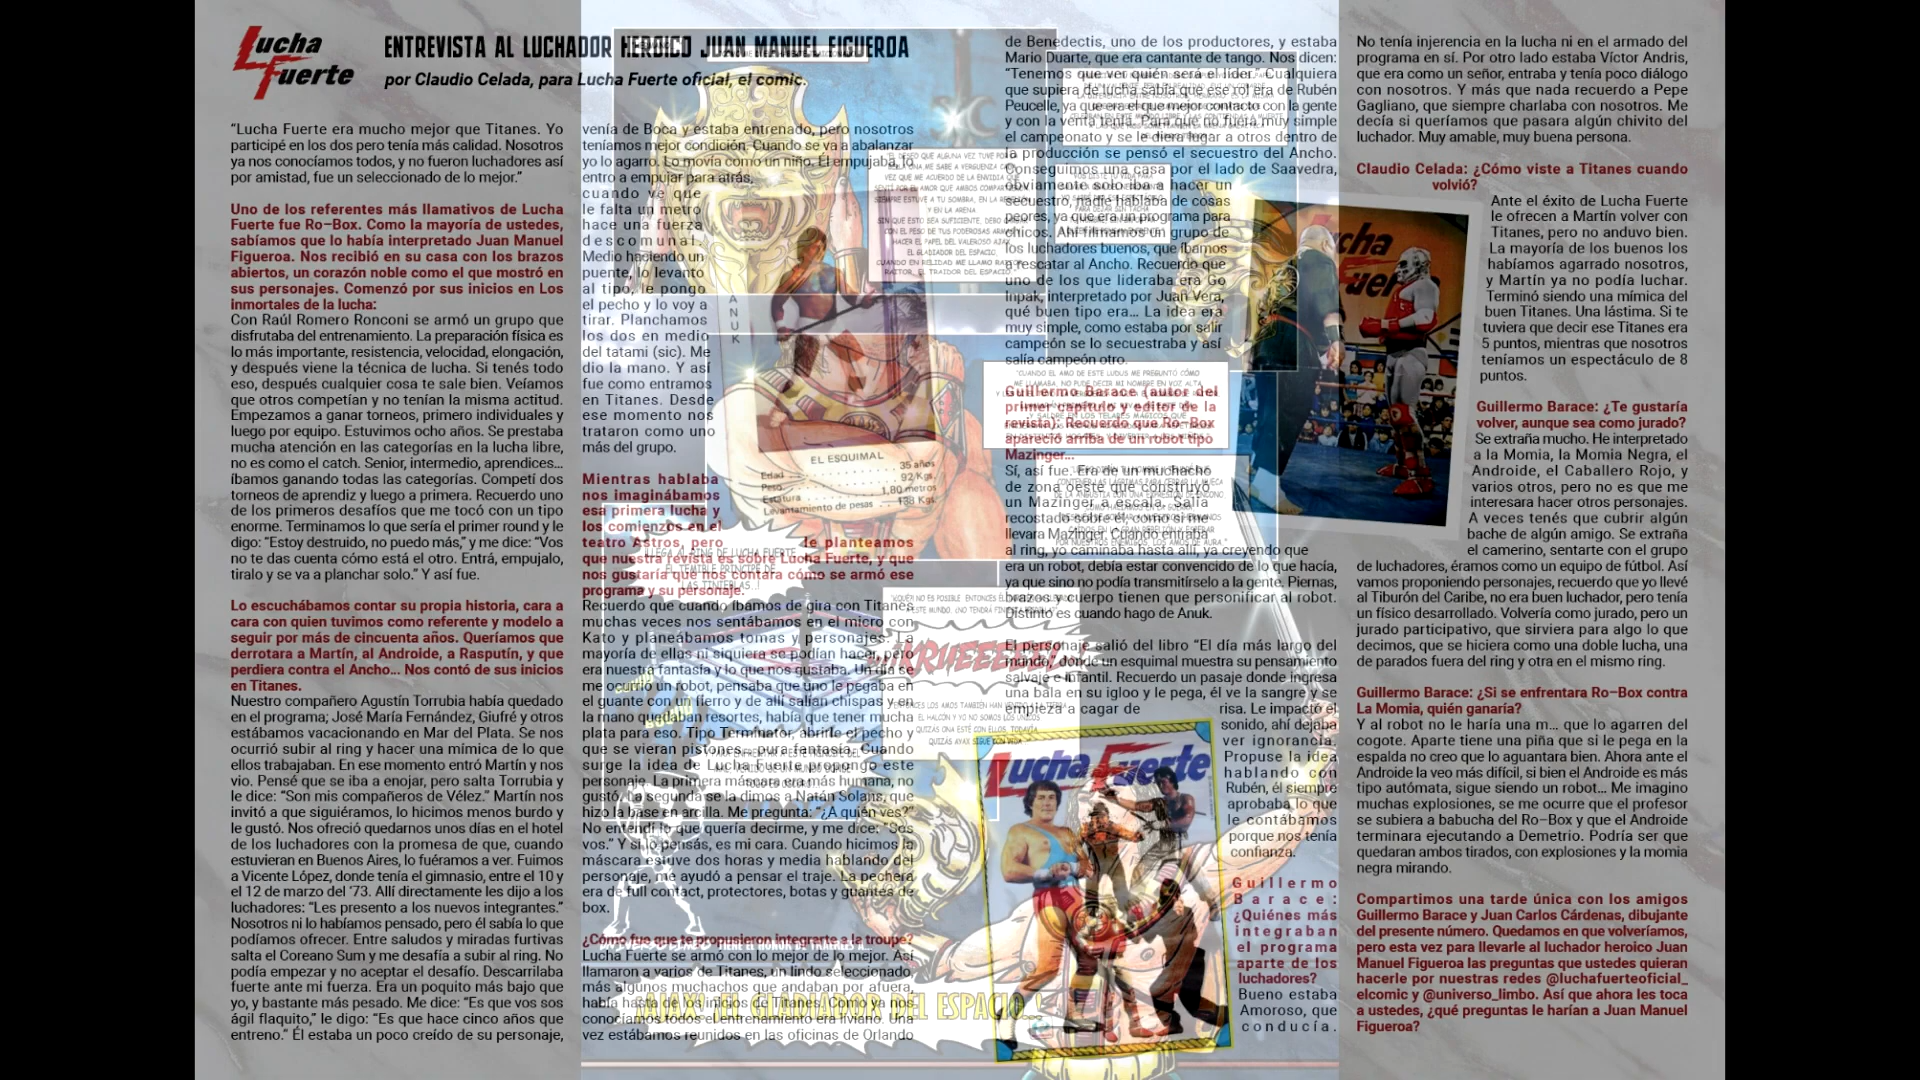 Lucha
Fuerte
ENTREVISTA AL LUCHADOR HEROICO JUAN MANUEL FIGUEROA
por Claudio Celada, para Lucha Fuerte oficial, el comic.
“Lucha Fuerte era mucho mejor que Titanes. Yo
participé en los dos pero tenía más calidad. Nosotros
ya nos conocíamos todos, y no fueron luchadores así
por amistad, fue un seleccionado de lo mejor.”
Uno de los referentes más llamativos de Lucha
Fuerte fue Ro–Box. Como la mayoría de ustedes,
sabíamos que lo había interpretado Juan Manuel
Figueroa. Nos recibió en su casa con los brazos
abiertos, un corazón noble como el que mostró en
sus personajes. Comenzó por sus inicios en Los
inmortales de la lucha:
Con Raúl Romero Ronconi se armó un grupo que
disfrutaba del entrenamiento. La preparación física es
lo más importante, resistencia, velocidad, elongación,
y después viene la técnica de lucha. Si tenés todo
eso, después cualquier cosa te sale bien. Veíamos
que otros competían y no tenían la misma actitud.
Empezamos a ganar torneos, primero individuales y
luego por equipo. Estuvimos ocho años. Se prestaba
mucha atención en las categorías en la lucha libre,
no es como el catch. Senior, intermedio, aprendices...
íbamos ganando todas las categorías. Competí dos
torneos de aprendiz y luego a primera. Recuerdo uno
de los primeros desafíos que me tocó con un tipo
enorme. Terminamos lo que sería el primer round y le
digo: “Estoy destruido, no puedo más,” y me dice: “Vos
no te das cuenta cómo está el otro. Entrá, empujalo,
tiralo y se va a planchar solo.” Y así fue.
Lo escuchábamos contar su propia historia, cara a
cara con quien tuvimos como referente y modelo a
seguir por más de cincuenta años. Queríamos que
derrotara a Martín, al Androide, a Rasputín, y que
perdiera contra el Ancho... Nos contó de sus inicios
en Titanes.
Nuestro compañero Agustín Torrubia había quedado
en el programa; José María Fernández, Giufré y otros
estábamos vacacionando en Mar del Plata. Se nos
ocurrió subir al ring y hacer una mímica de lo que
ellos trabajaban. En ese momento entró Martín y nos
vio. Pensé que se iba a enojar, pero salta Torrubia y
le dice: “Son mis compañeros de Vélez.” Martín nos
invitó a que siguiéramos, lo hicimos menos burdo y
le gustó. Nos ofreció quedarnos unos días en el hotel
de los luchadores con la promesa de que, cuando
estuvieran en Buenos Aires, lo fuéramos a ver. Fuimos
a Vicente López, donde tenía el gimnasio, entre el 10 y
el 12 de marzo del ‘73. Allí directamente les dijo a los
luchadores: “Les presento a los nuevos integrantes.”
Nosotros ni lo habíamos pensado, pero él sabía lo que
podíamos ofrecer. Entre saludos y miradas furtivas
salta el Coreano Sum y me desafía a subir al ring. No
podía empezar y no aceptar el desafío. Descarrilaba
fuerte ante mi fuerza. Era un poquito más bajo que
yo, y bastante más pesado. Me dice: “Es que vos sos
ágil flaquito,” le digo: “Es que hace cinco años que
entreno.” Él estaba un poco creído de su personaje,
venía de Boca y estaba entrenado, pero nosotros
teníamos mejor condición. Cuando se va a abalanzar
yo lo agarro. Lo movía como un niño. Él empujaba, lo
entro a empujar para atrás,
cuando ve que
le falta un metro
hace una fuerza
descomunal.
Medio haciendo un
puente, lo levanto
al tipo, le pongo
el pecho y lo voy a
tirar. Planchamos
los dos en medio
del tatami (sic). Me
dio la mano. Y así
fue como entramos
en Titanes. Desde
ese momento nos
trataron como uno
más del grupo.
Mientras hablaba
nos imaginábamos
esa primera lucha y
los comienzos en el
teatro Astros, pero le planteamos
que nuestra revista es sobre Lucha Fuerte, y que
nos gustaría que nos contara cómo se armó ese
programa y su personaje.
Recuerdo que cuando íbamos de gira con Titanes
muchas veces nos sentábamos en el micro con
Kato y planeábamos tomas y personajes. La
mayoría de ellas ni siquiera se podían hacer, pero
era nuestra fantasía y lo que nos gustaba. Un día se
me ocurrió un robot, pensaba que uno le pegaba en
el guante con un fierro y de allí salían chispas y en
la mano quedaban resortes, había que tener mucha
plata para eso. Tipo Terminator, abrirle el pecho y
que se vieran pistones... pura fantasía. Cuando
surge la idea de Lucha Fuerte propongo este
personaje. La primera máscara era más humana, no
gustó. La segunda se la dimos a Natán Solans, que
hizo la base en arcilla. Me pregunta: “¿A quién ves?”
No entendí lo que quería decirme, y me dice: “Sos
vos.” Y si lo pensás, es mi cara. Cuando hicimos la
máscara estuve dos horas y media hablando del
personaje, me ayudó a pensar el traje. La pechera
era de full contact, protectores, botas y guantes de
box.
¿Cómo fue que te propusieron integrarte a la troupe?
Lucha Fuerte se armó con lo mejor de lo mejor. Así
llamaron a varios de Titanes, un lindo seleccionado,
más algunos muchachos que andaban por afuera,
había hasta de los inicios de Titanes. Como ya nos
conocíamos todos el entrenamiento era liviano. Una
vez estábamos reunidos en las oficinas de Orlando
de Benedectis, uno de los productores, y estaba
Mario Duarte, que era cantante de tango. Nos dicen:
“Tenemos que ver quién será el líder.” Cualquiera
que supiera de lucha sabía que ese rol era de Rubén
Peucelle, ya que era el que mejor contacto con la gente
y con la venta tenía. Para que no fuera muy simple
el campeonato y se le diera lugar a otros dentro de
la producción se pensó el secuestro del Ancho.
Conseguimos una casa por el lado de Saavedra,
obviamente solo iba a hacer un
secuestro, nadie hablaba de cosas
peores, ya que era un programa para
chicos. Ahí filmamos un grupo de
los luchadores buenos, que íbamos
a rescatar al Ancho. Recuerdo que
uno de los que lideraba era Go
Inpak, interpretado por Juan Vera,
qué buen tipo era... La idea era
muy simple, como estaba por salir
campeón se lo secuestraba y así
salía campeón otro.
Guillermo Barace (autor del
primer capítulo y editor de la
revista): Recuerdo que Ro–Box
apareció arriba de un robot tipo
Mazinger...
Sí, así fue. Era de un muchacho
de zona oeste que construyó
un Mazinger a escala. Salía
recostado sobre él, como si me
llevara Mazinger. Cuando entraba
al ring, yo caminaba hasta allí, ya creyendo que
era un robot, debía estar convencido de lo que hacía,
ya que sino no podía transmitírselo a la gente. Piernas,
brazos y cuerpo tienen que personificar al robot.
Distinto es cuando hago de Anuk.
El personaje salió del libro “El día más largo del
mundo, donde un esquimal muestra su pensamiento
salvaje e infantil. Recuerdo un pasaje donde ingresa
una bala en su igloo y le pega, él ve la sangre y se
empieza a cagar de risa. Le impactó el
sonido, ahí dejaba
ver ignorancia.
Propuse la idea
hablando con
Rubén, él siempre
aprobaba lo que
le contábamos
porque nos tenía
confianza.
Guillermo
Barace:
¿Quiénes más
integraban
el programa
aparte de los
luchadores?
Bueno estaba
Amoroso, que
conducía.
No tenía injerencia en la lucha ni en el armado del
programa en sí. Por otro lado estaba Víctor Andris,
que era como un señor, entraba y tenía poco diálogo
con nosotros. Y más que nada recuerdo a Pepe
Gagliano, que siempre charlaba con nosotros. Me
decía si queríamos que pasara algún chivito del
luchador. Muy amable, muy buena persona.
Claudio Celada: ¿Cómo viste a Titanes cuando
volvió?
Ante el éxito de Lucha Fuerte
le ofrecen a Martín volver con
Titanes, pero no anduvo bien.
La mayoría de los buenos los
habíamos agarrado nosotros,
y Martín ya no podía luchar.
Terminó siendo una mímica del
buen Titanes. Una lástima. Si te
tuviera que decir ese Titanes era
5 puntos, mientras que nosotros
teníamos un espectáculo de 8
puntos.
Guillermo Barace: ¿Te gustaría
volver, aunque sea como jurado?
Se extraña mucho. He interpretado
a la Momia, la Momia Negra, el
Androide, el Caballero Rojo, y
varios otros, pero no es que me
interesara hacer otros personajes.
A veces tenés que cubrir algún
bache de algún amigo. Se extraña
el camerino, sentarte con el grupo
de luchadores, éramos como un equipo de fútbol. Así
vamos proponiendo personajes, recuerdo que yo llevé
al Tiburón del Caribe, no era buen luchador, pero tenía
un físico desarrollado. Volvería como jurado, pero un
jurado participativo, que sirviera para algo lo que
decimos, que se hiciera como una doble lucha, una
de parados fuera del ring y otra en el mismo ring.
Guillermo Barace: ¿Si se enfrentara Ro–Box contra
La Momia, quién ganaría?
Y al robot no le haría una m... que lo agarren del
cogote. Aparte tiene una piña que si le pega en la
espalda no creo que lo aguantara bien. Ahora ante el
Androide la veo más difícil, si bien el Androide es más
tipo autómata, sigue siendo un robot... Me imagino
muchas explosiones, se me ocurre que el profesor
se subiera a babucha del Ro–Box y que el Androide
terminara ejecutando a Demetrio. Podría ser que
quedaran ambos tirados, con explosiones y la momia
negra mirando.
Compartimos una tarde única con los amigos
Guillermo Barace y Juan Carlos Cárdenas, dibujante
del presente número. Quedamos en que volveríamos,
pero esta vez para llevarle al luchador heroico Juan
Manuel Figueroa las preguntas que ustedes quieran
hacerle por nuestras redes @luchafuerteoficial_
elcomic y @universo_limbo. Así que ahora les toca
a ustedes, ¿qué preguntas le harían a Juan Manuel
Figueroa?
ANUK
EL ESQUIMAL
Edad 35 años
Peso 92 Kgs.
Estatura 1,80 metros
Levantamiento de pesas 138 Kgs.
Lucha Fuerte
LLEGA AL RING DE LUCHA FUERTE
EL TEMIBLE PRÍNCIPE DE
LAS TINIEBLAS...!
¡AJAX! ¡EL GLADIADOR DEL ESPACIO..!